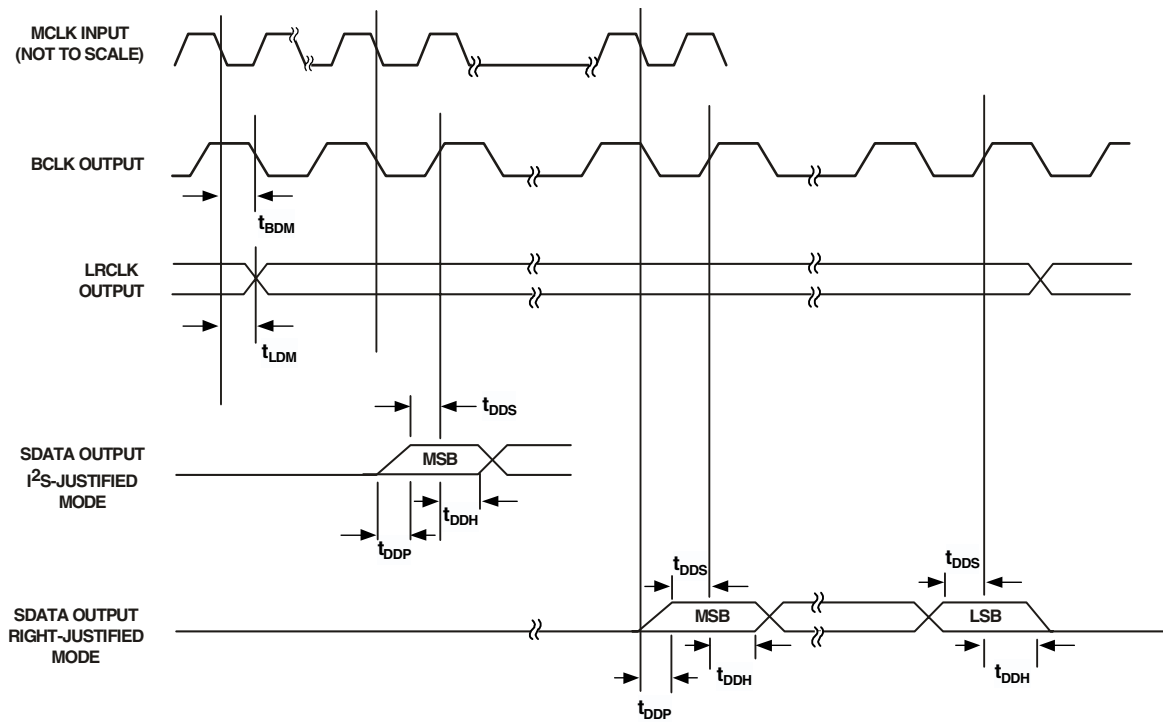 MCLK INPUT
(NOT TO SCALE)
BCLK OUTPUT
tBDM
LRCLK
OUTPUT
tLDM
tDDS
SDATA OUTPUT
I2S-JUSTIFIED
MODE
MSB
tDDH
tDDP
tDDS
tDDS
SDATA OUTPUT
RIGHT-JUSTIFIED
MODE
MSB
LSB
tDDH
tDDH
tDDP